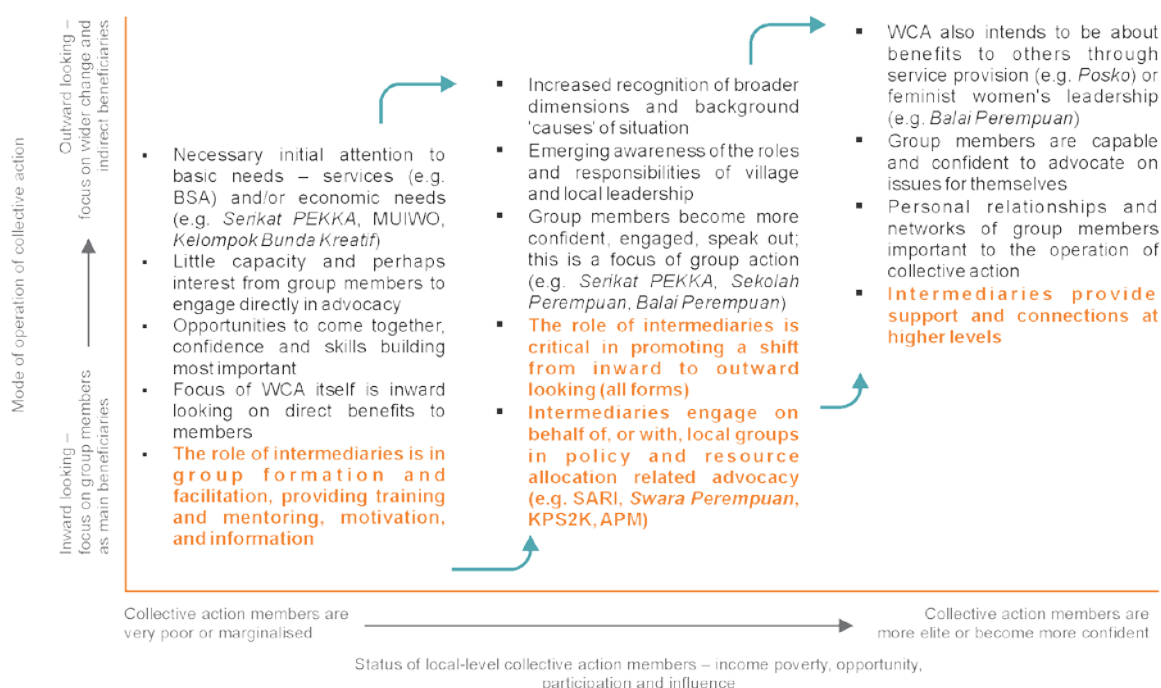 Mode of operation of collective action
Outward looking –
focus on wider change and
indirect beneficiaries
Inward looking –
focus on group members
as main beneficiaries
▪ Necessary initial attention to
basic needs – services (e.g.
BSA) and/or economic needs
(e.g. Serikat PEKKA, MUIWO,
Kelompok Bunda Kreatif)
▪ Little capacity and perhaps
interest from group members to
engage directly in advocacy
▪ Opportunities to come together,
confidence and skills building
most important
▪ Focus of WCA itself is inward
looking on direct benefits to
members
▪ The role of intermediaries is in
group formation and
facilitation, providing training
and mentoring, motivation,
and information
▪ Increased recognition of broader
dimensions and background
'causes' of situation
▪ Emerging awareness of the roles
and responsibilities of village
and local leadership
▪ Group members become more
confident, engaged, speak out;
this is a focus of group action
(e.g. Serikat PEKKA, Sekolah
Perempuan, Balai Perempuan)
▪ The role of intermediaries is
critical in promoting a shift
from inward to outward
looking (all forms)
▪ Intermediaries engage on
behalf of, or with, local groups
in policy and resource
allocation related advocacy
(e.g. SARI, Swara Perempuan,
KPS2K, APM)
▪ WCA also intends to be about
benefits to others through
service provision (e.g. Posko) or
feminist women's leadership
(e.g. Balai Perempuan)
▪ Group members are capable
and confident to advocate on
issues for themselves
▪ Personal relationships and
networks of group members
important to the operation of
collective action
▪ Intermediaries provide
support and connections at
higher levels
Collective action members are
very poor or marginalised
Collective action members are
more elite or become more confident
Status of local-level collective action members – income poverty, opportunity,
participation and influence